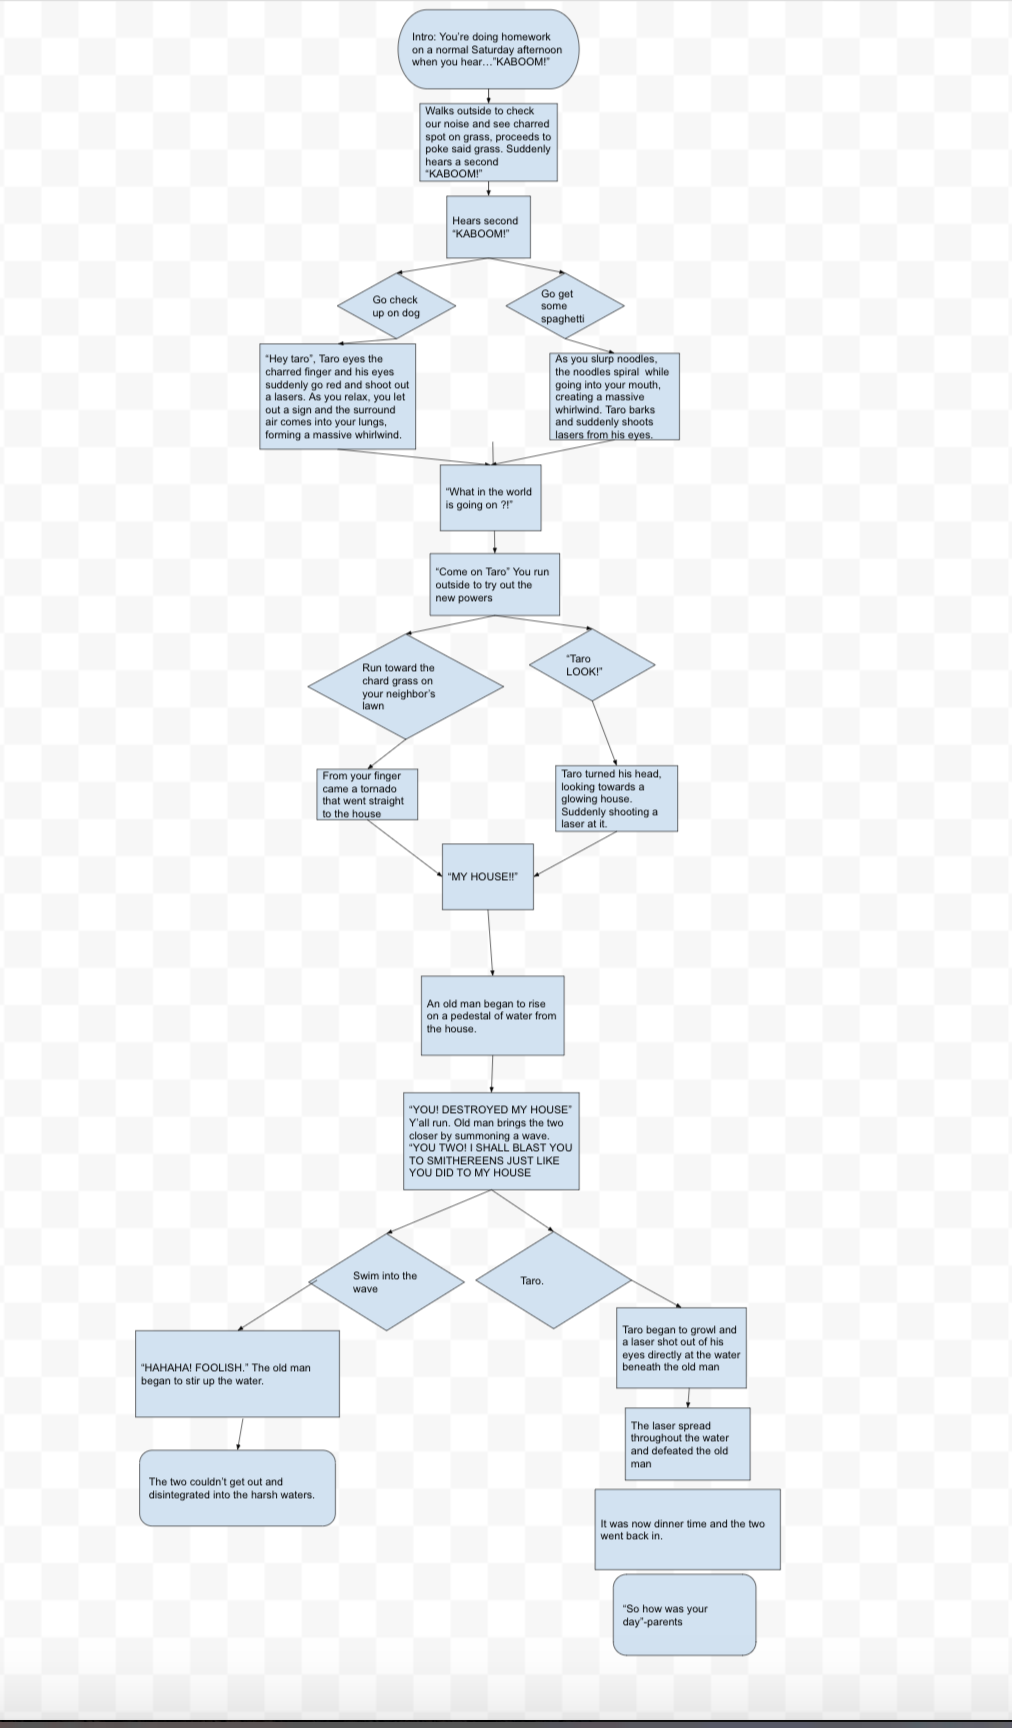 Intro: You're doing homework
on a normal Saturday afternoon
when you hear..."KABOOM!"
Walks outside to check
our noise and see charred
spot on grass, proceeds to
poke said grass. Suddenly
hears a second
"KABOOM!"
Hears second
"KABOOM!"
Go check
up on dog
Go get
some
spaghetti
"Hey taro", Taro eyes the
charred finger and his eyes
suddenly go red and shoot out
a lasers. As you relax, you let
out a sign and the surround
air comes into your lungs,
forming a massive whirlwind.
As you slurp noodles,
the noodles spiral while
going into your mouth,
creating a massive
whirlwind. Taro barks
and suddenly shoots
lasers from his eyes.
"What in the world
is going on ?!"
"Come on Taro" You run
outside to try out the
new powers
Run toward the
chard grass on
your neighbor's
lawn
"Taro
LOOK!"
From your finger
came a tornado
that went straight
to the house
Taro turned his head,
looking towards a
glowing house.
Suddenly shooting a
laser at it.
"MY HOUSE!!"
An old man began to rise
on a pedestal of water from
the house.
"YOU! DESTROYED MY HOUSE"
Y'all run. Old man brings the two
closer by summoning a wave.
"YOU TWO! I SHALL BLAST YOU
TO SMITHEREENS JUST LIKE
YOU DID TO MY HOUSE
Swim into the
wave
Taro.
"HAHAHA! FOOLISH." The old man
began to stir up the water.
Taro began to growl and
a laser shot out of his
eyes directly at the water
beneath the old man
The two couldn't get out and
disintegrated into the harsh waters.
The laser spread
throughout the water
and defeated the old
man
It was now dinner time and the two
went back in.
"So how was your
day"-parents